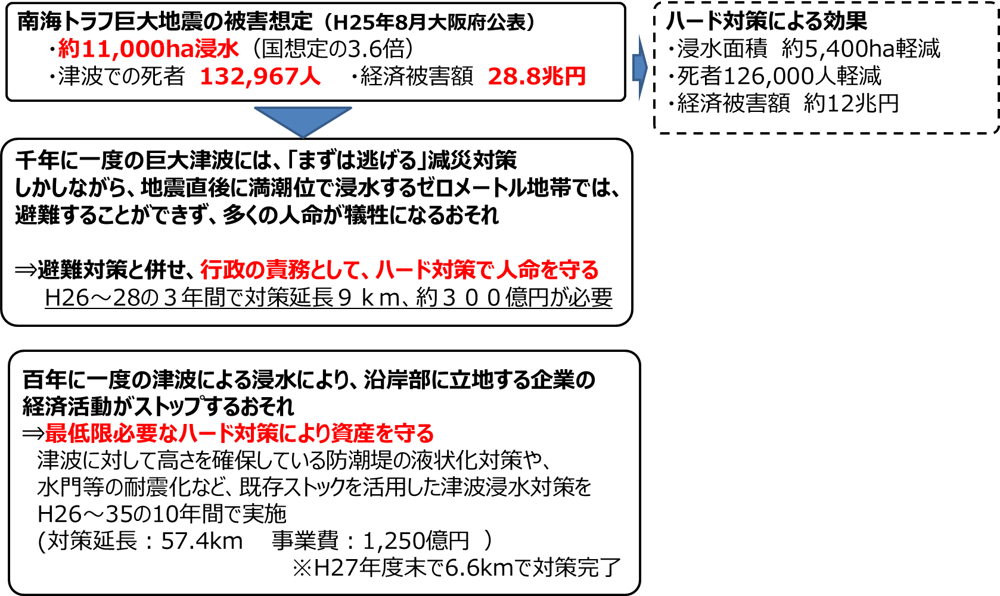 南海トラフ巨大地震の被害想定（H25年8月大阪府公表）
・約11,000ha浸水（国想定の3.6倍）
・津波での死者　132,967人　・経済被害額　28.8兆円
ハード対策による効果
・浸水面積　約5,400ha軽減
・死者126,000人軽減
・経済被害額　約12兆円
千年に一度の巨大津波には、「まずは逃げる」減災対策
しかしながら、地震直後に満潮位で浸水するゼロメートル地帯では、
避難することができず、多くの人命が犠牲になるおそれ
⇒避難対策と併せ、行政の責務として、ハード対策で人命を守る
H26～28の３年間で対策延長９ｋｍ、約３００億円が必要
百年に一度の津波による浸水により、沿岸部に立地する企業の
経済活動がストップするおそれ
⇒最低限必要なハード対策により資産を守る
津波に対して高さを確保している防潮堤の液状化対策や、
水門等の耐震化など、既存ストックを活用した津波浸水対策を
H26～35の10年間で実施
(対策延長：57.4km　事業費：1,250億円　）
※H27年度末で6.6kmで対策完了